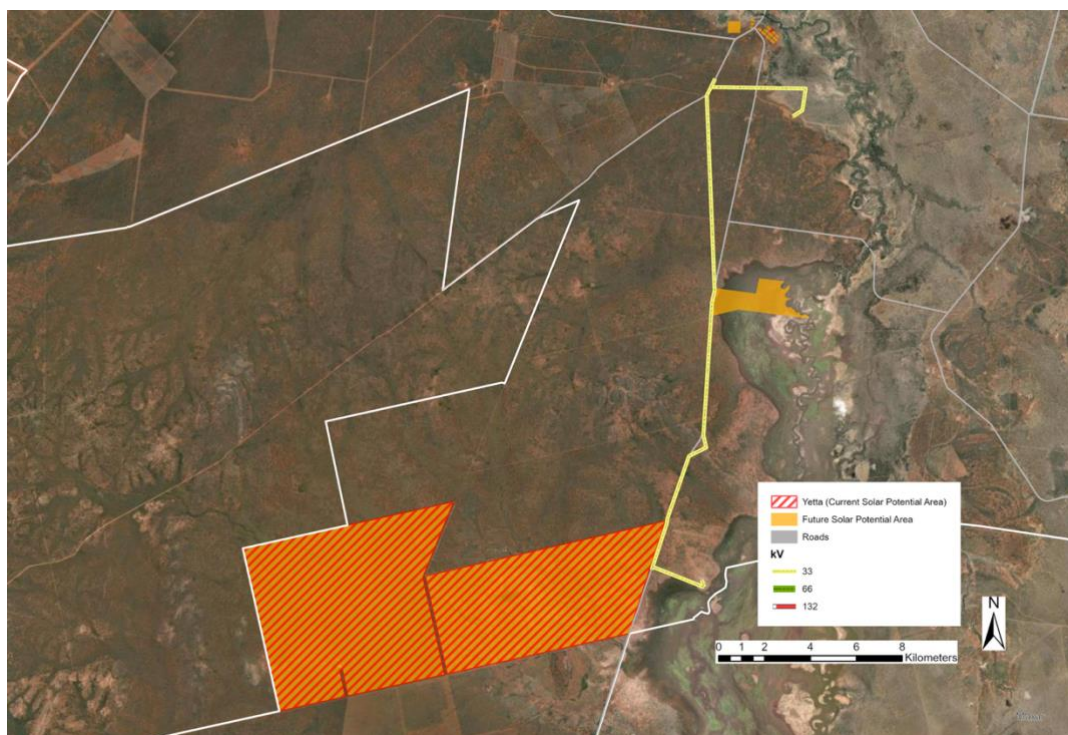 Yetta (Current Solar Potential Area)
Future Solar Potential Area
Roads
kV
33
66
132
N
0 1 2 4 6 8
Kilometers